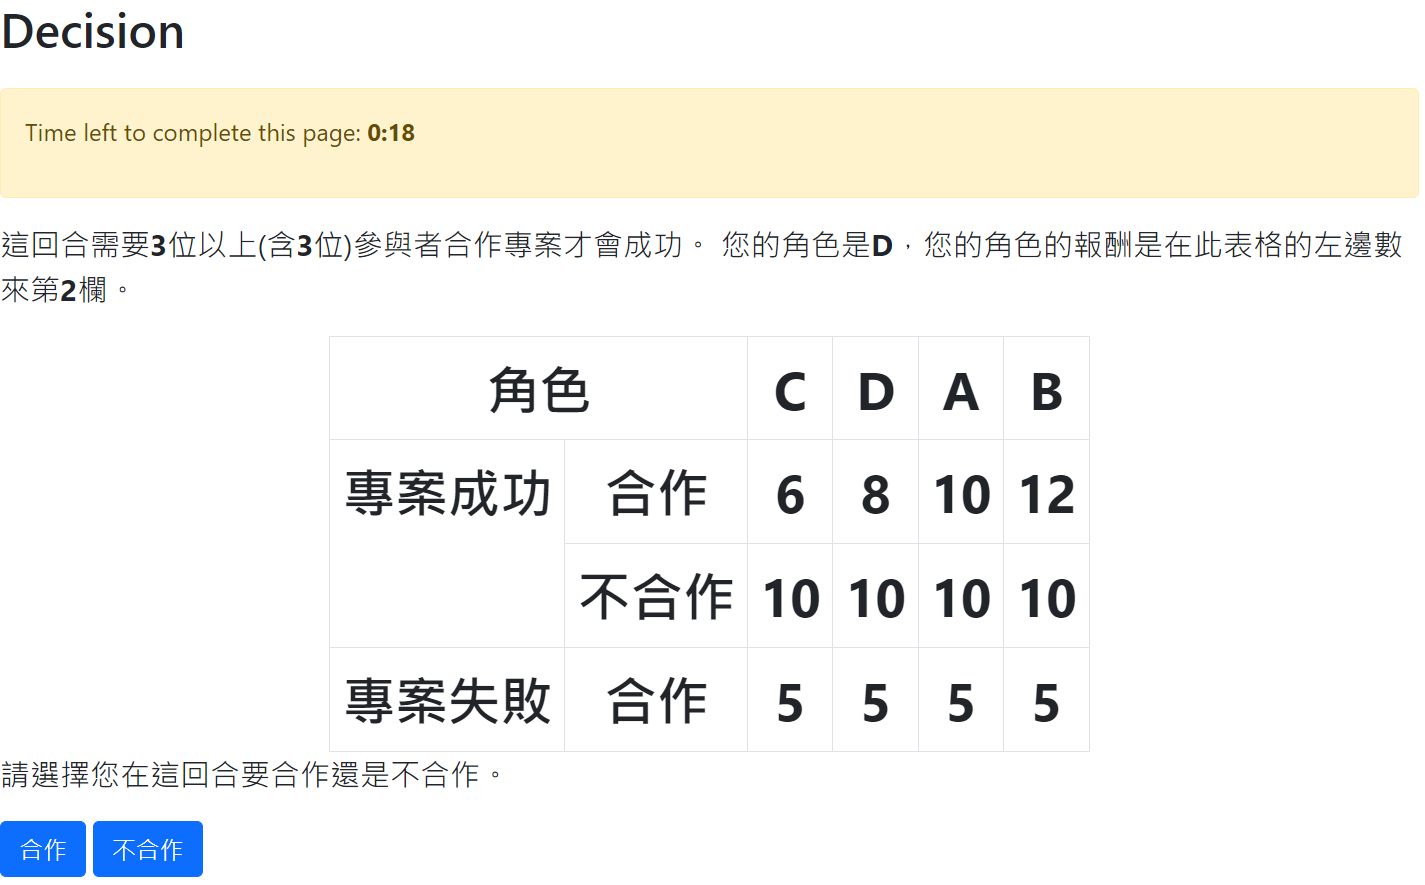 Decision
Time left to complete this page: 0:18
這回合需要3位以上(含3位)參與者合作專案才會成功。 您的角色是D，您的角色的報酬是在此表格的左邊數
來第2欄。
角色 C D A B
專案成功 合作 6 8 10 12
不合作 10 10 10 10
專案失敗 合作 5 5 5 5
請選擇您在這回合要合作還是不合作。
合作 不合作